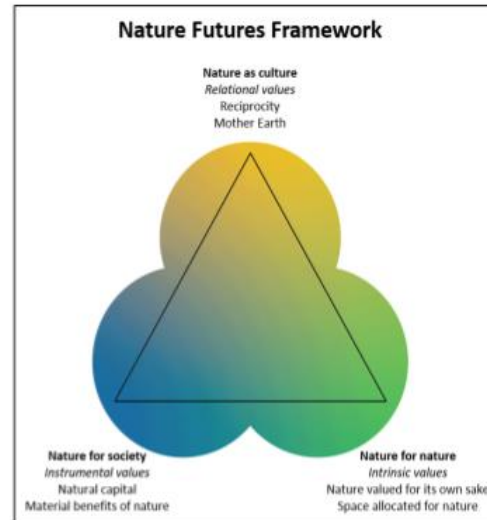 Nature Futures Framework
Nature as culture
Relational values
Reciprocity
Mother Earth
Nature for society
Instrumental values
Natural capital
Material benefits of nature
Nature for nature
Intrinsic values
Nature valued for its own sake
Space allocated for nature